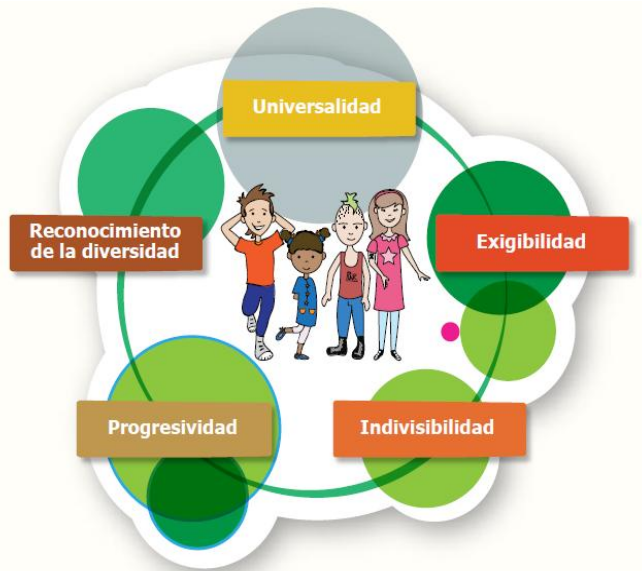 Universalidad
Reconocimiento
de la diversidad
Exigibilidad
Progresividad
Indivisibilidad